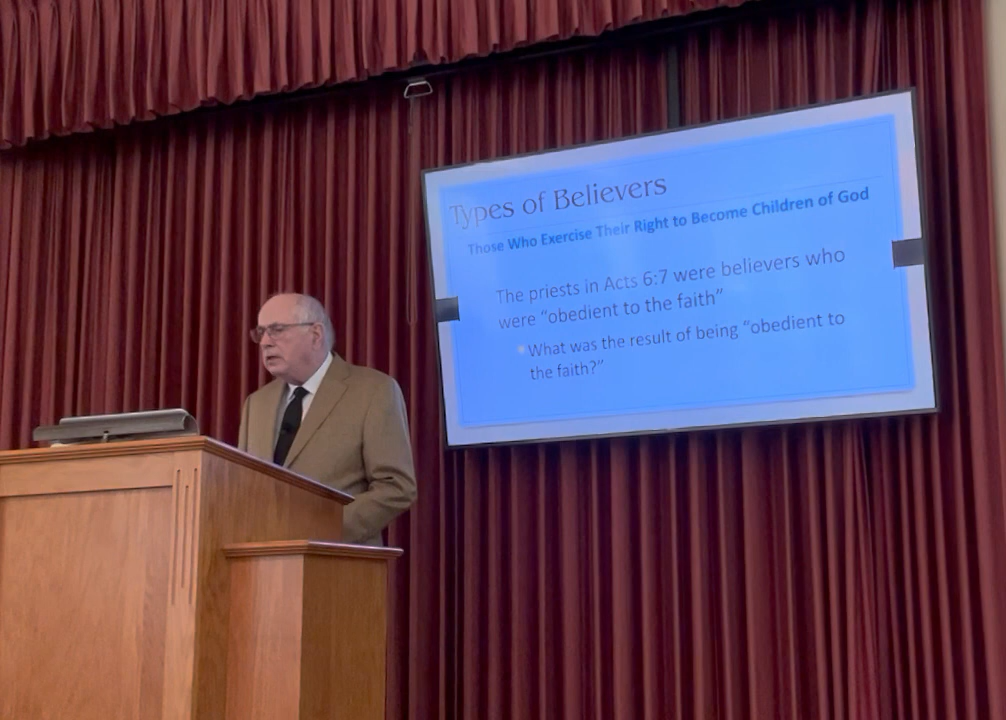 Types of Believers
Those Who Exercise Their Right to Become Children of God
The priests in Acts 6:7 were believers who
were “obedient to the faith”
What was the result of being “obedient to
the faith?”